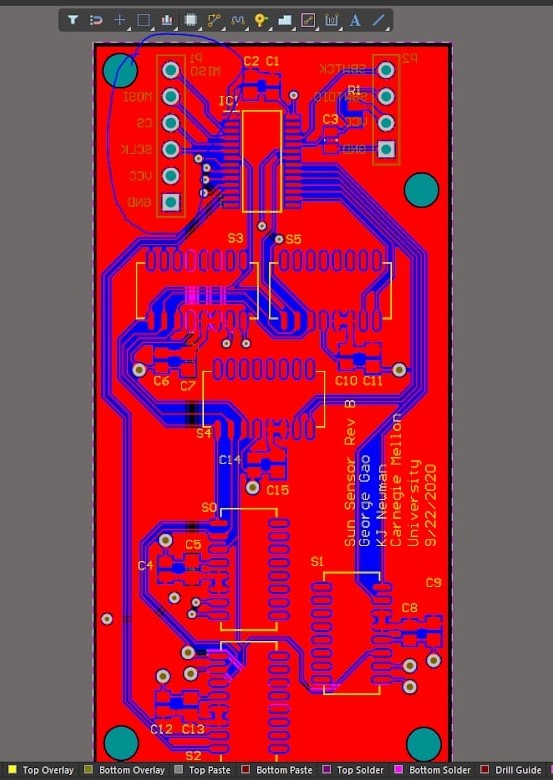 P1
P2
MISO
MOSI
CS
SCLK
VCC
GND
C2 C1
IC1
SBWTCK
SBWTDIO
VCC
GND
R1
C3
S3
S5
C6
C7
C10 C11
S4
C14
C15
Sun Sensor Rev B
George Gao
KJ Neuman
Carnegie Mellon
University
9/22/2020
S0
C5
C4
S1
C9
C8
C12 C13
S2
Top Overlay
Bottom Overlay
Top Paste
Bottom Paste
Top Solder
Bottom Solder
Drill Guide